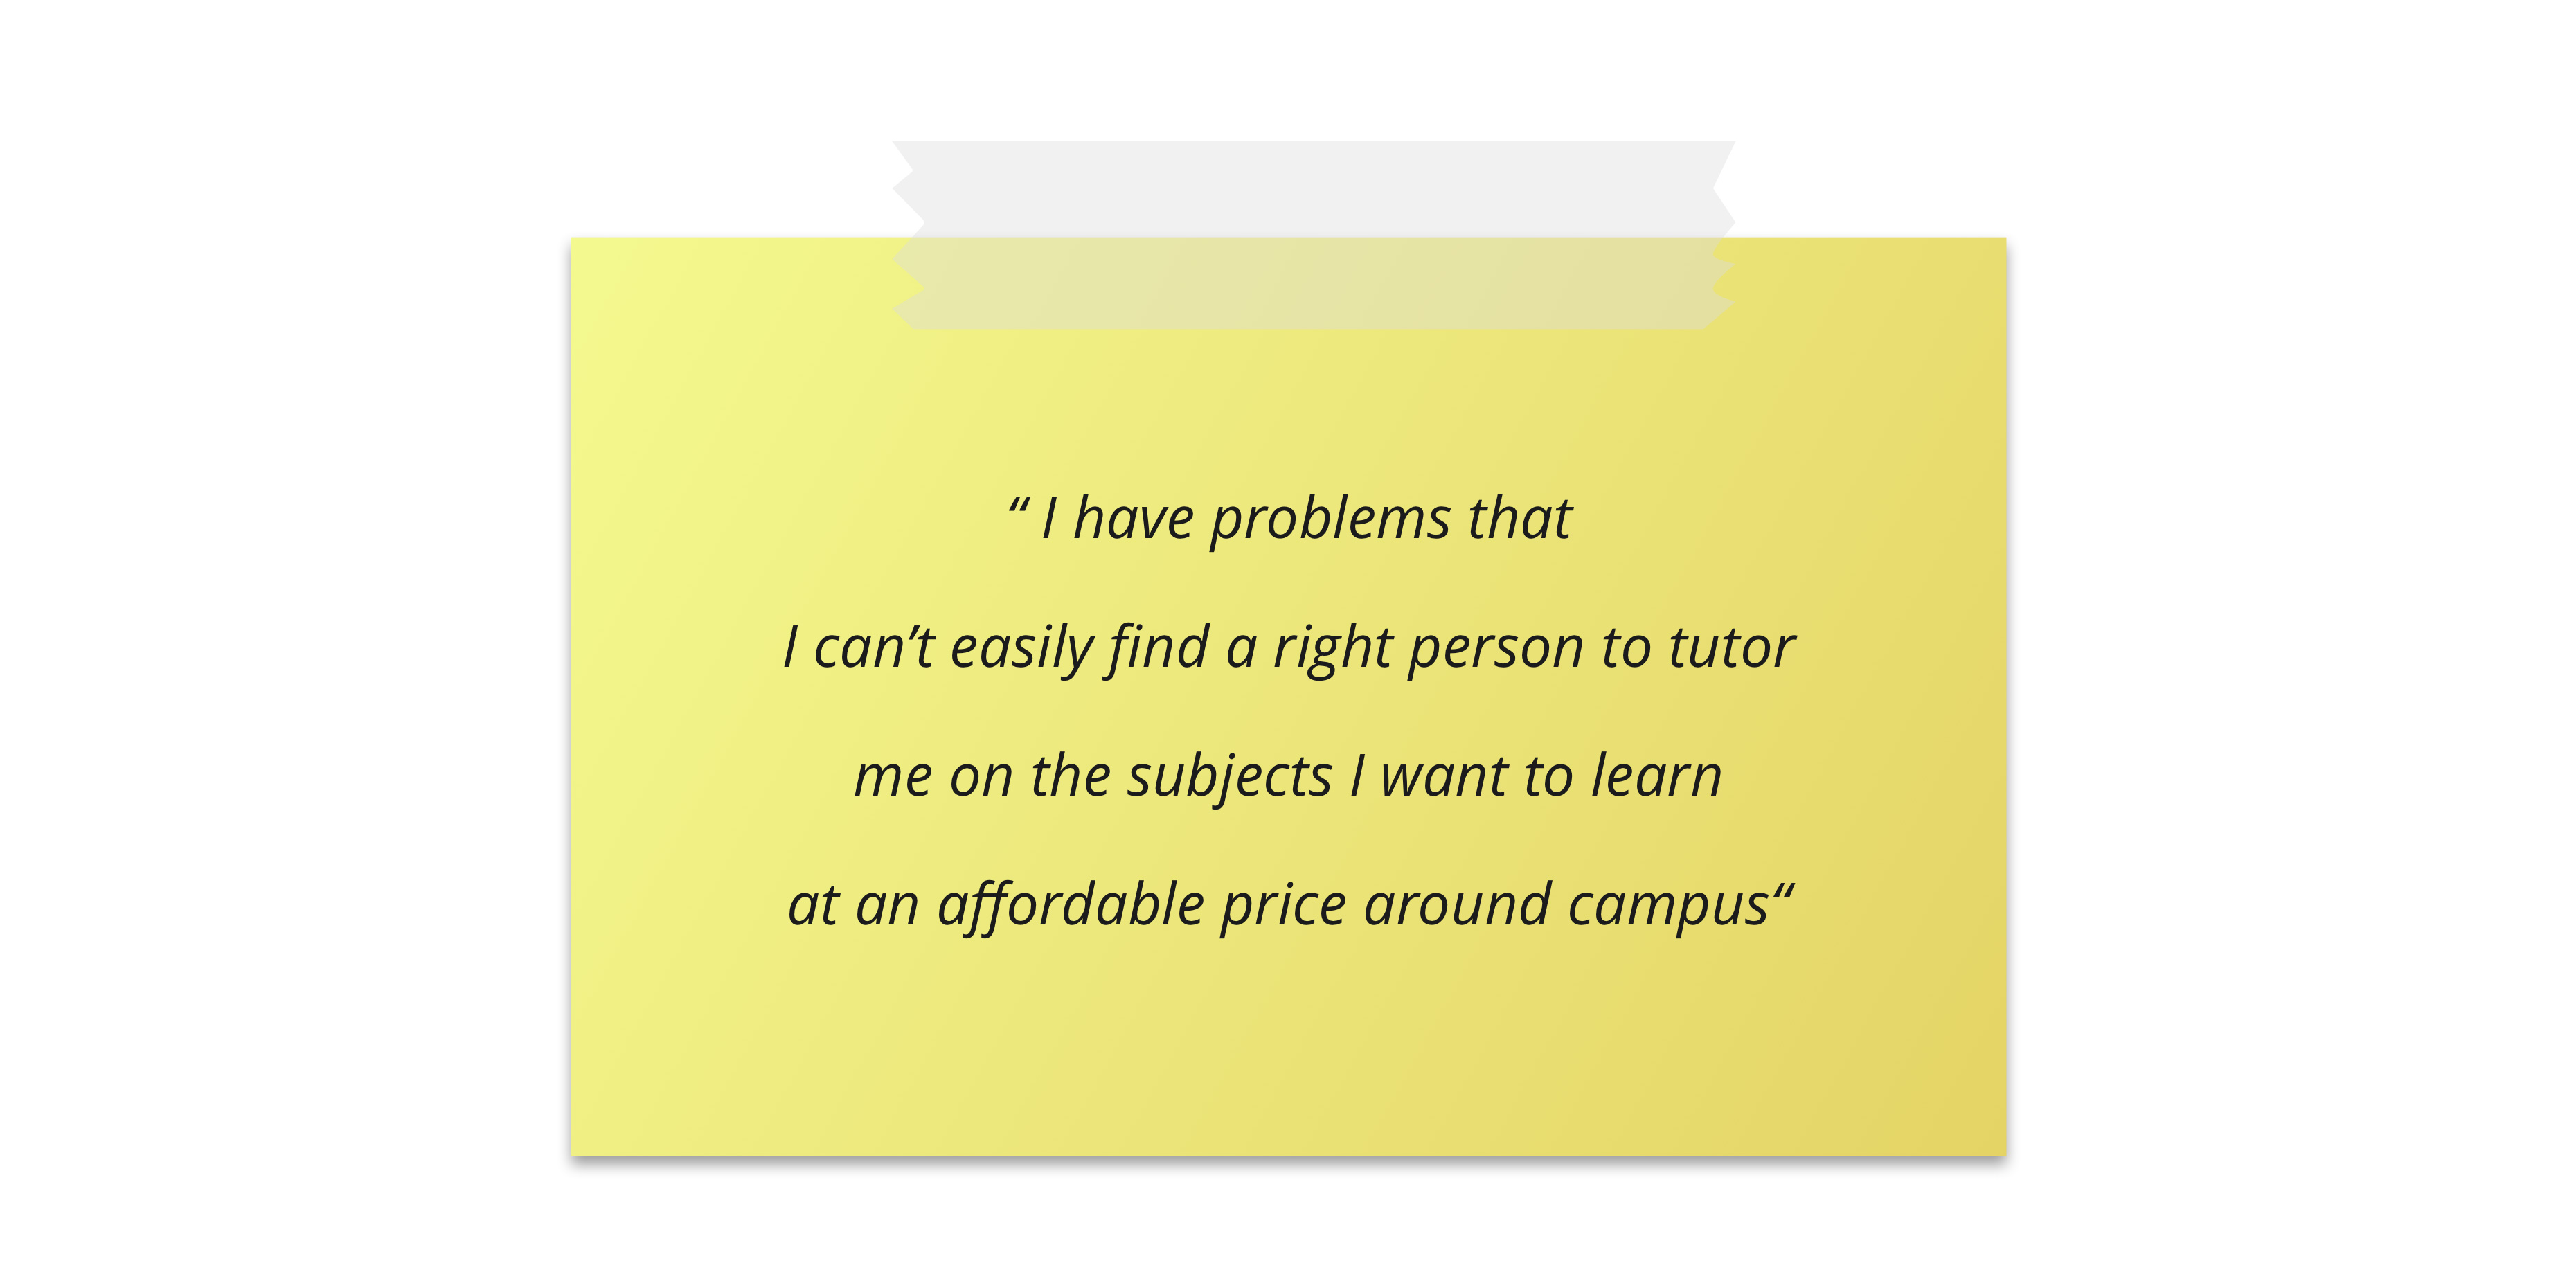 “ I have problems that
I can’t easily find a right person to tutor
me on the subjects I want to learn
at an affordable price around campus“